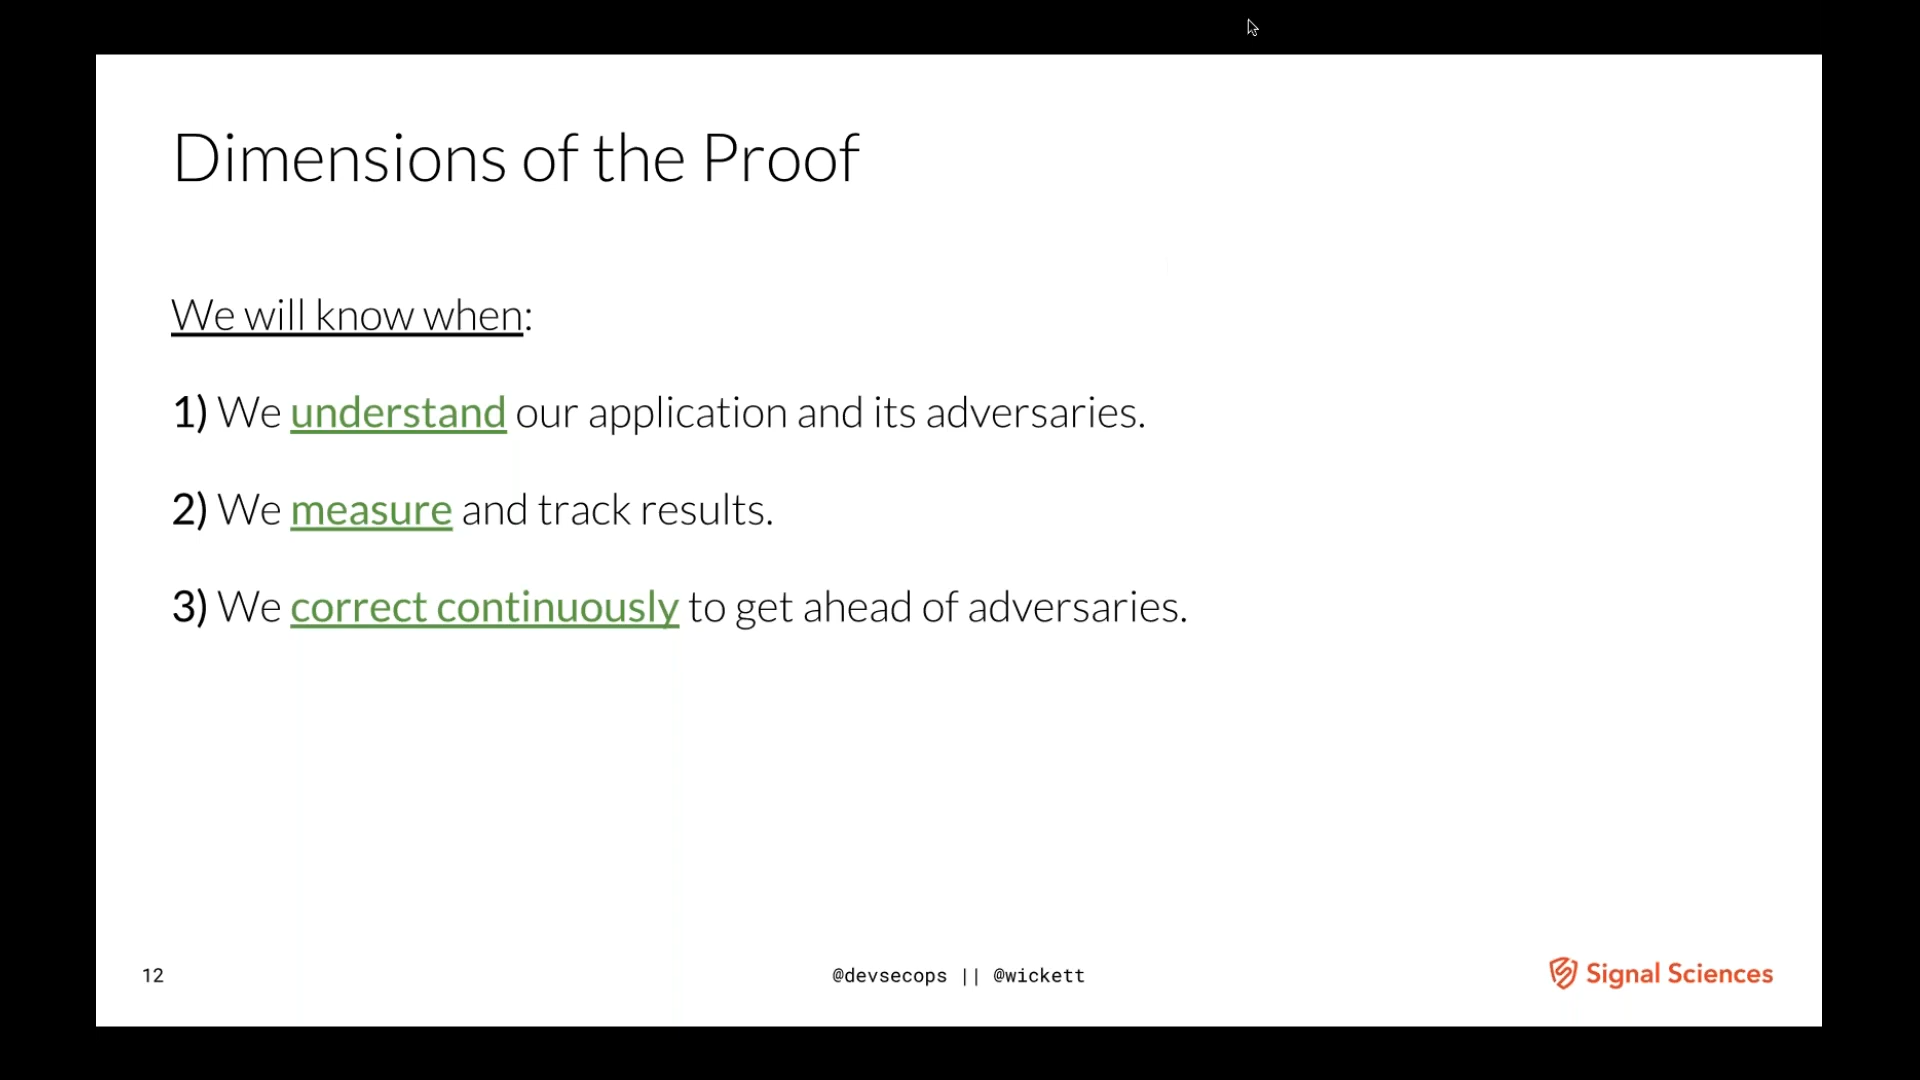 Dimensions of the Proof
We will know when:
1) We understand our application and its adversaries.
2) We measure and track results.
3) We correct continuously to get ahead of adversaries.
12
@devsecops || @wickett
Signal Sciences